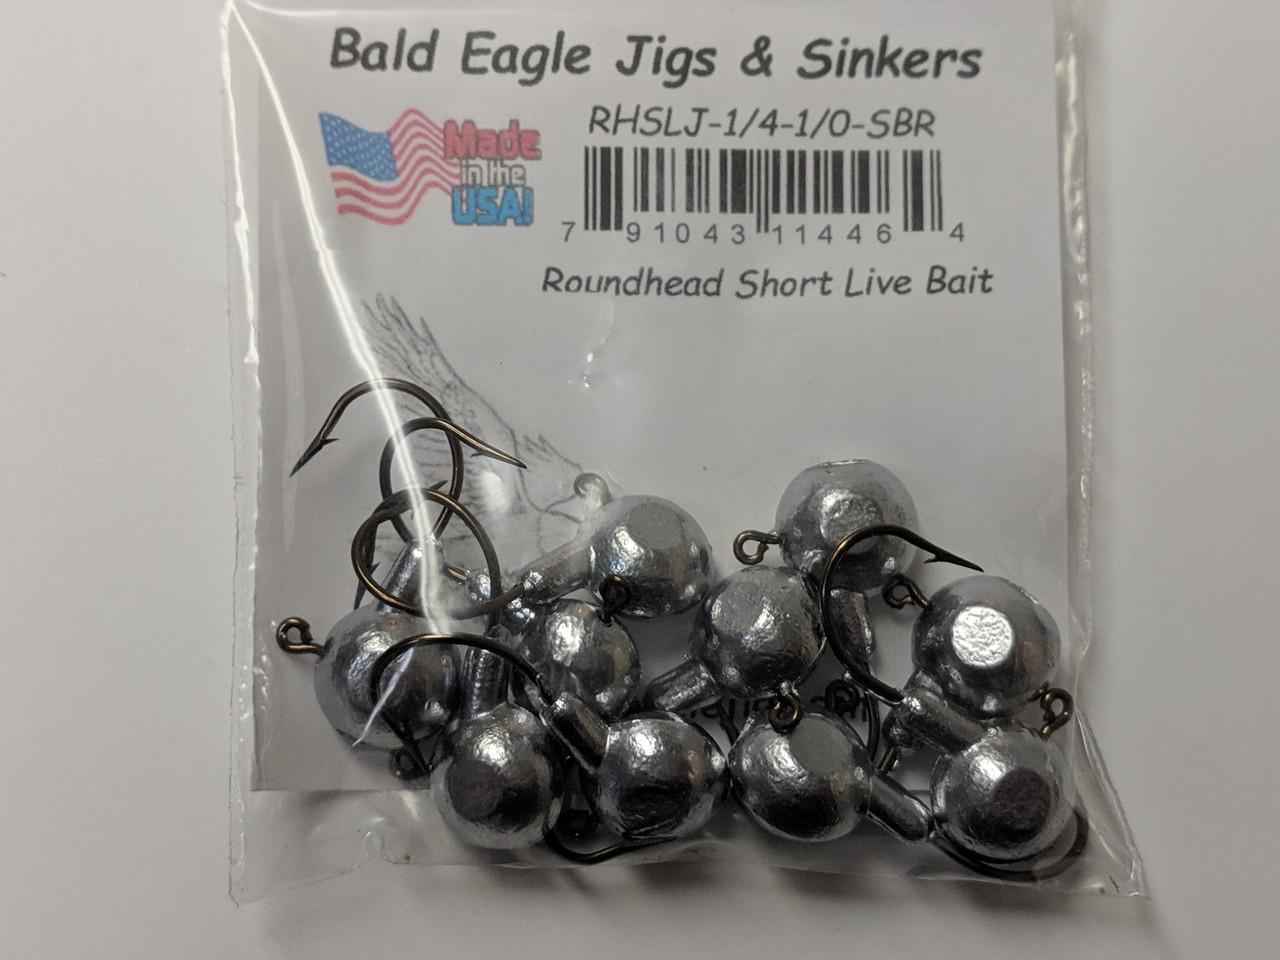 Bald Eagle Jigs & Sinkers
RHSLJ-1/4-1/0-SBR
Made
in the
USA!
7 91043 11446 4
Roundhead Short Live Bait